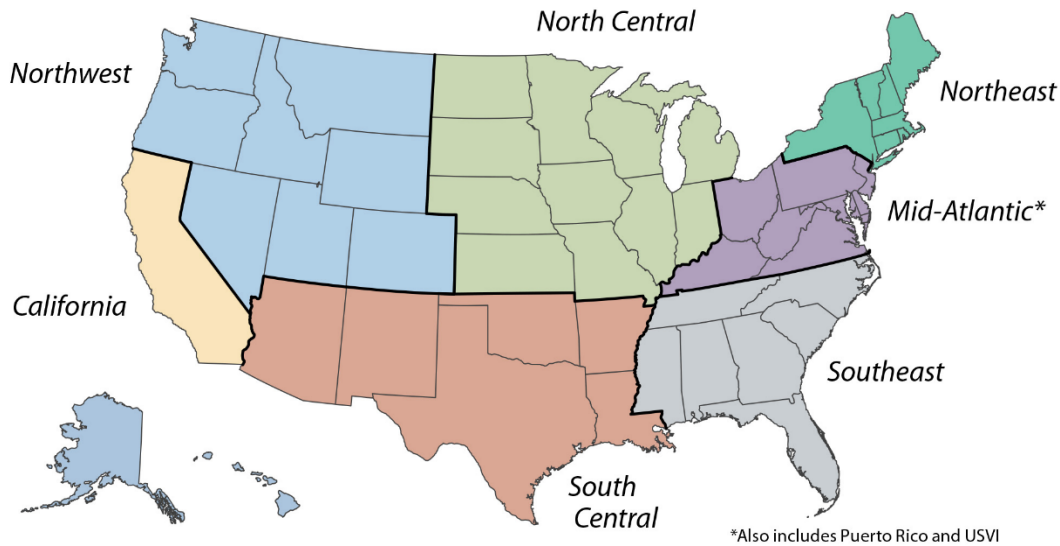 North Central
Northwest
Northeast
Mid-Atlantic*
California
Southeast
South
Central
*Also includes Puerto Rico and USVI